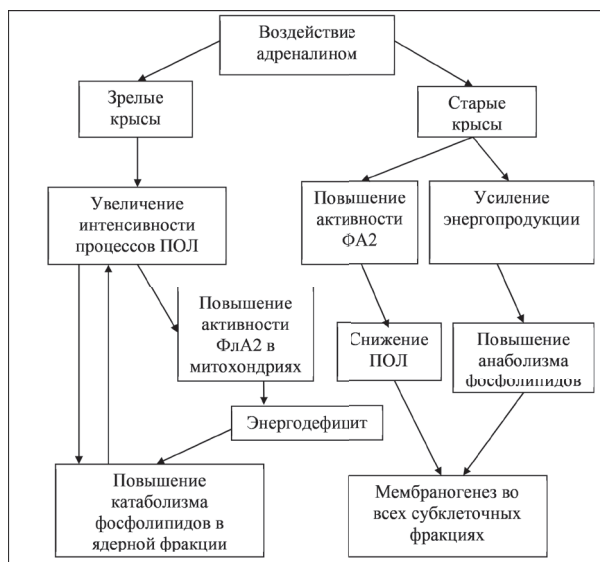 Воздействие
адреналином
Зрелые
крысы
Старые
крысы
Увеличение
интенсивности
процессов ПОЛ
Повышение
активности
ФА2
Усиление
энергопродукции
Повышение
активности
ФлА2 в
митохондриях
Снижение
ПОЛ
Повышение
анаболизма
фосфолипидов
Энергодефицит
Повышение
катаболизма
фосфолипидов в
ядерной фракции
Мембраногенез во
всех субклеточных
фракциях